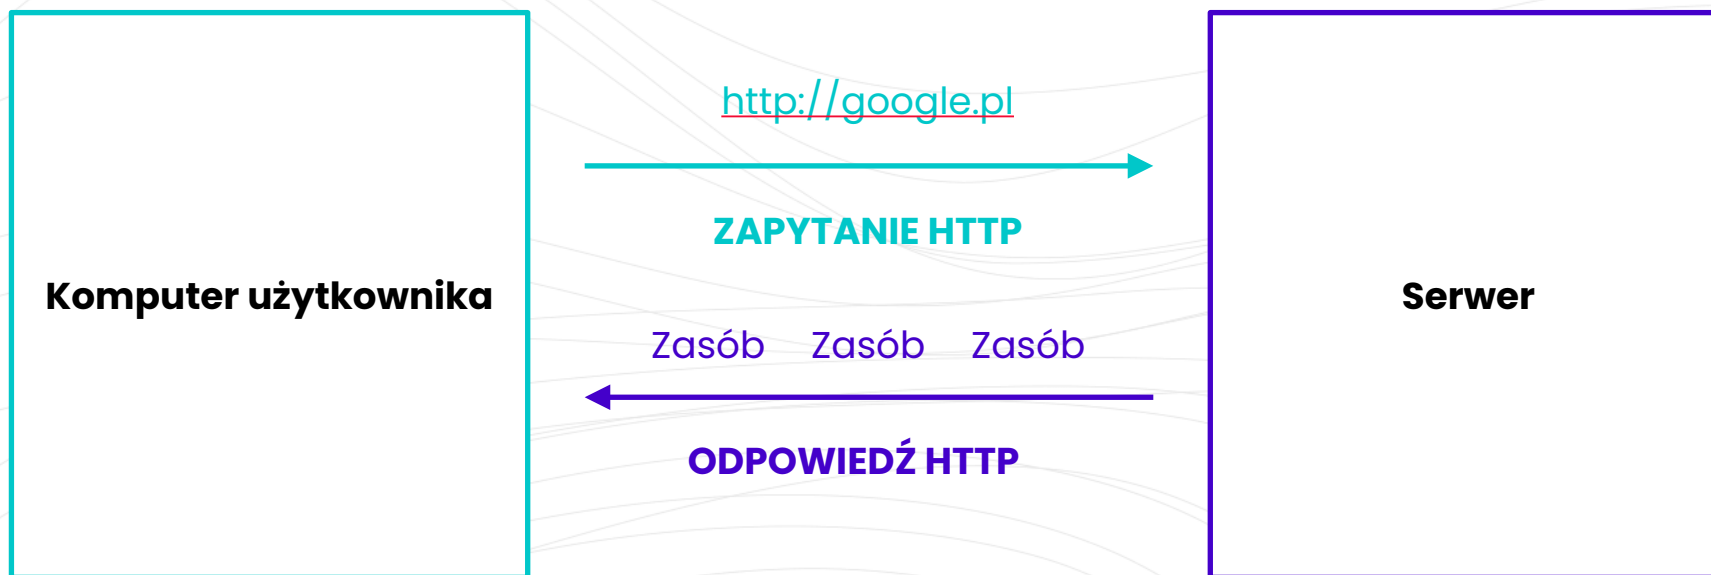 http://google.pl
ZAPYTANIE HTTP
Komputer użytkownika
Serwer
Zasób Zasób Zasób
ODPOWIEDŹ HTTP